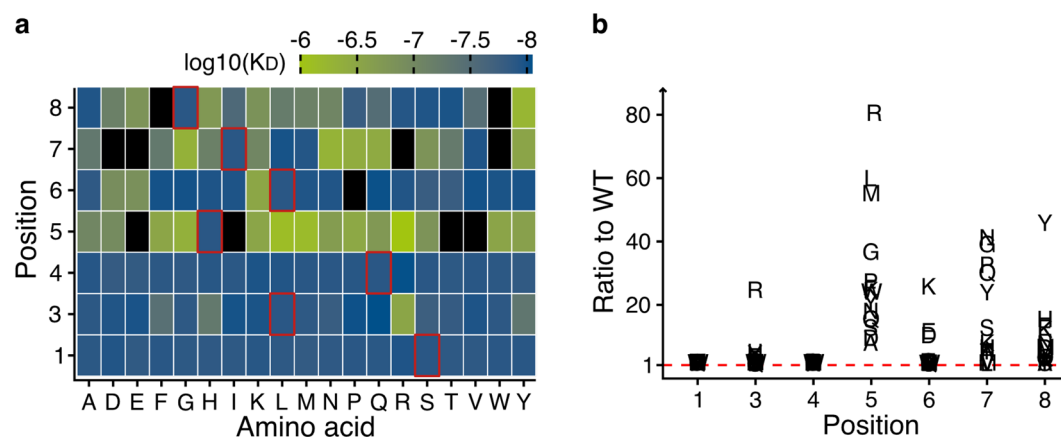 a
log10(KD)
-6 -6.5 -7 -7.5 -8
Position
8
7
6
5
4
3
1
A D E F G H I K L M N P Q R S T V W Y
Amino acid
b
Ratio to WT
80
60
40
20
1
R
L
M
G
W
A
R
K
E
D
N
G
Q
Y
S
Y
H
1 3 4 5 6 7 8
Position